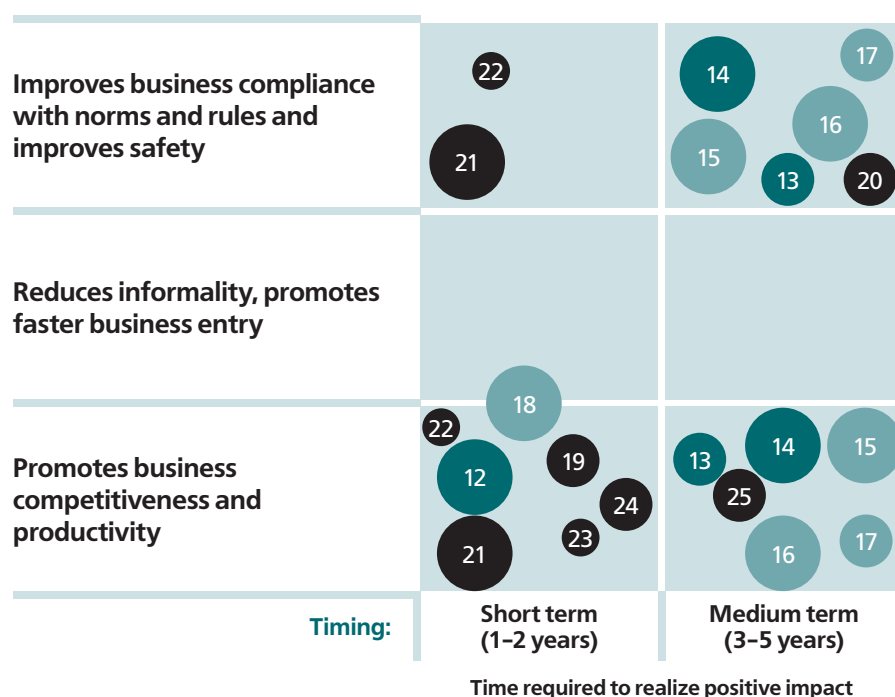 Improves business compliance
with norms and rules and
improves safety
22
21
14
17
16
15
13
20
Reduces informality, promotes
faster business entry
18
Promotes business
competitiveness and
productivity
22
12
19
24
23
21
13
14
15
25
16
17
Timing:
Short term
(1–2 years)
Medium term
(3–5 years)
Time required to realize positive impact